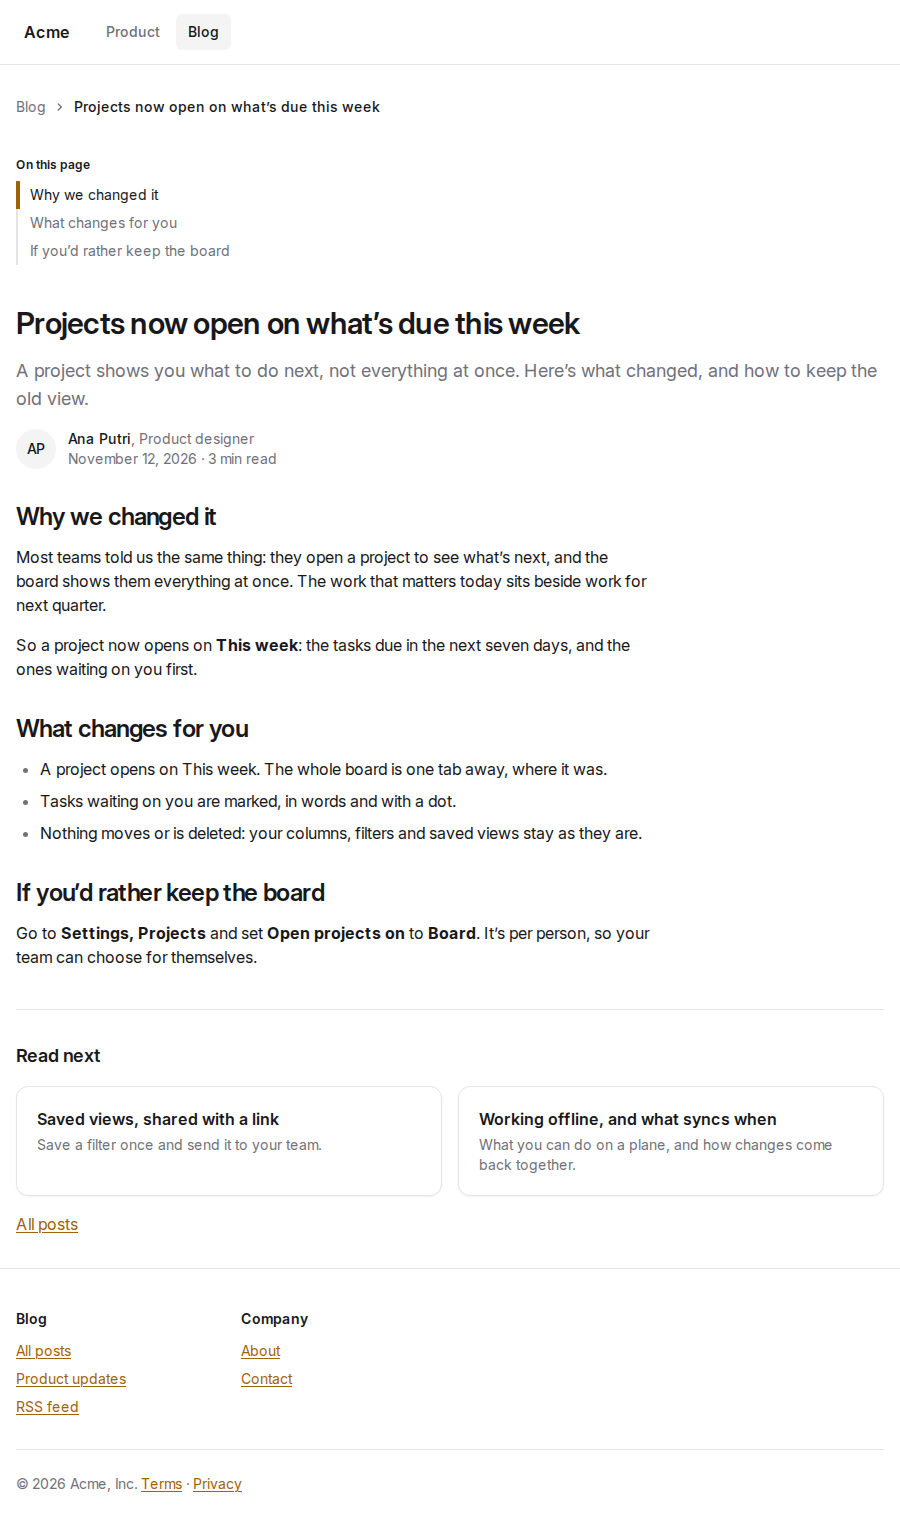 Acme Product Blog
Blog > Projects now open on what’s due this week
On this page
Why we changed it
What changes for you
If you’d rather keep the board
Projects now open on what’s due this week
A project shows you what to do next, not everything at once. Here’s what changed, and how to keep the
old view.
AP
Ana Putri, Product designer
November 12, 2026 · 3 min read
Why we changed it
Most teams told us the same thing: they open a project to see what’s next, and the
board shows them everything at once. The work that matters today sits beside work for
next quarter.
So a project now opens on This week: the tasks due in the next seven days, and the
ones waiting on you first.
What changes for you
• A project opens on This week. The whole board is one tab away, where it was.
• Tasks waiting on you are marked, in words and with a dot.
• Nothing moves or is deleted: your columns, filters and saved views stay as they are.
If you’d rather keep the board
Go to Settings, Projects and set Open projects on to Board. It’s per person, so your
team can choose for themselves.
Read next
Saved views, shared with a link
Save a filter once and send it to your team.
Working offline, and what syncs when
What you can do on a plane, and how changes come
back together.
All posts
Blog
All posts
Product updates
RSS feed
Company
About
Contact
© 2026 Acme, Inc. Terms · Privacy